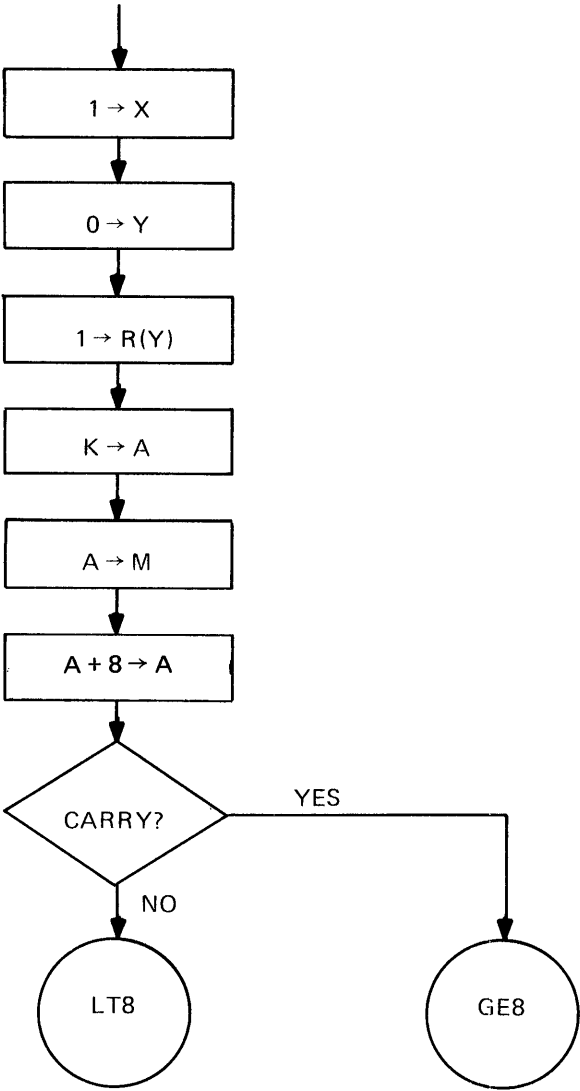 1 → X
0 → Y
1 → R(Y)
K → A
A → M
A + 8 → A
CARRY?
YES
NO
LT8
GE8